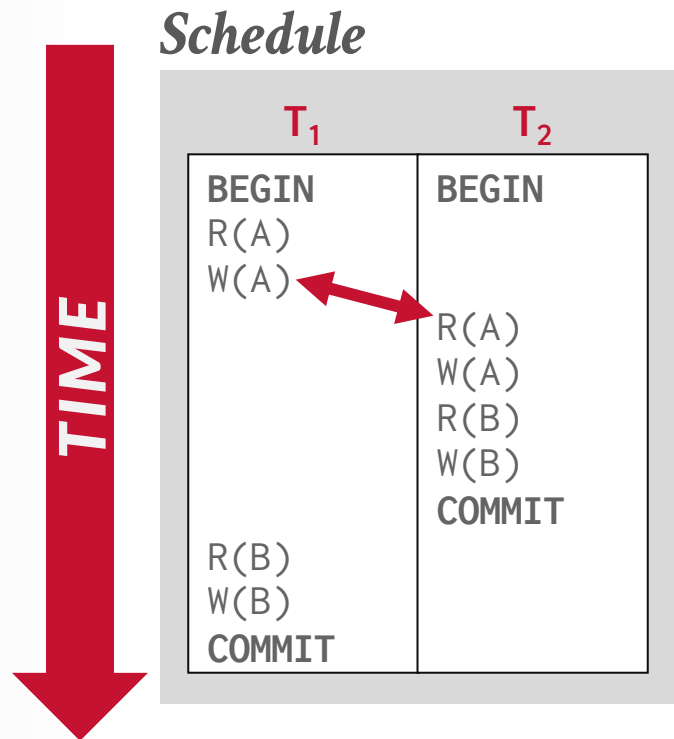 Schedule
TIME
T₁ T₂
BEGIN BEGIN
R(A)
W(A)
R(A)
W(A)
R(B)
W(B)
COMMIT
R(B)
W(B)
COMMIT